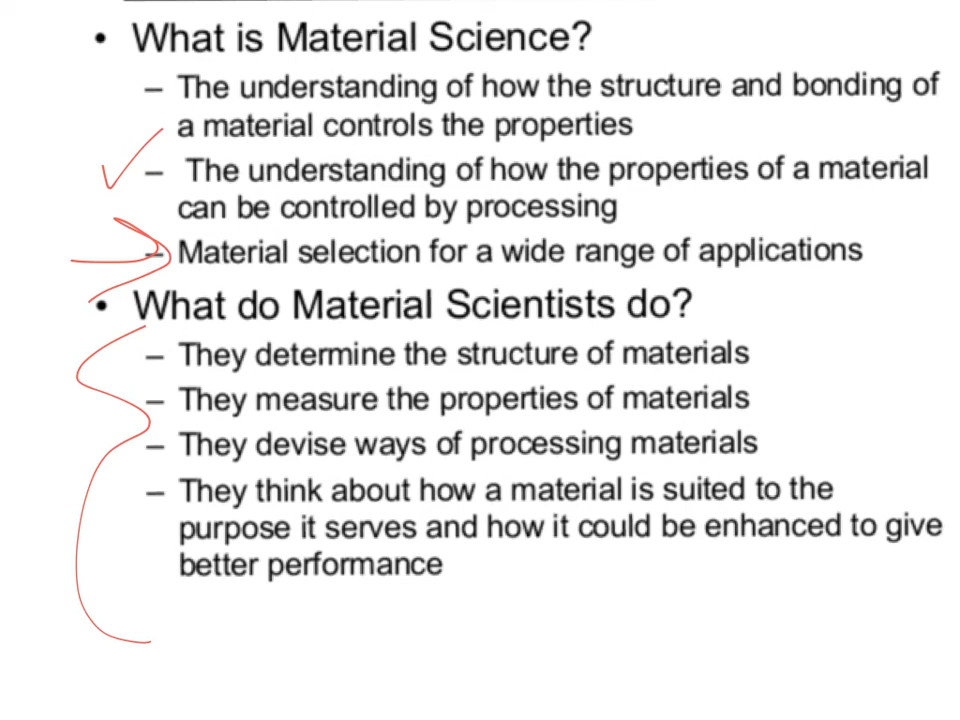 • What is Material Science?
– The understanding of how the structure and bonding of
a material controls the properties
– The understanding of how the properties of a material
can be controlled by processing
– Material selection for a wide range of applications
• What do Material Scientists do?
– They determine the structure of materials
– They measure the properties of materials
– They devise ways of processing materials
– They think about how a material is suited to the
purpose it serves and how it could be enhanced to give
better performance